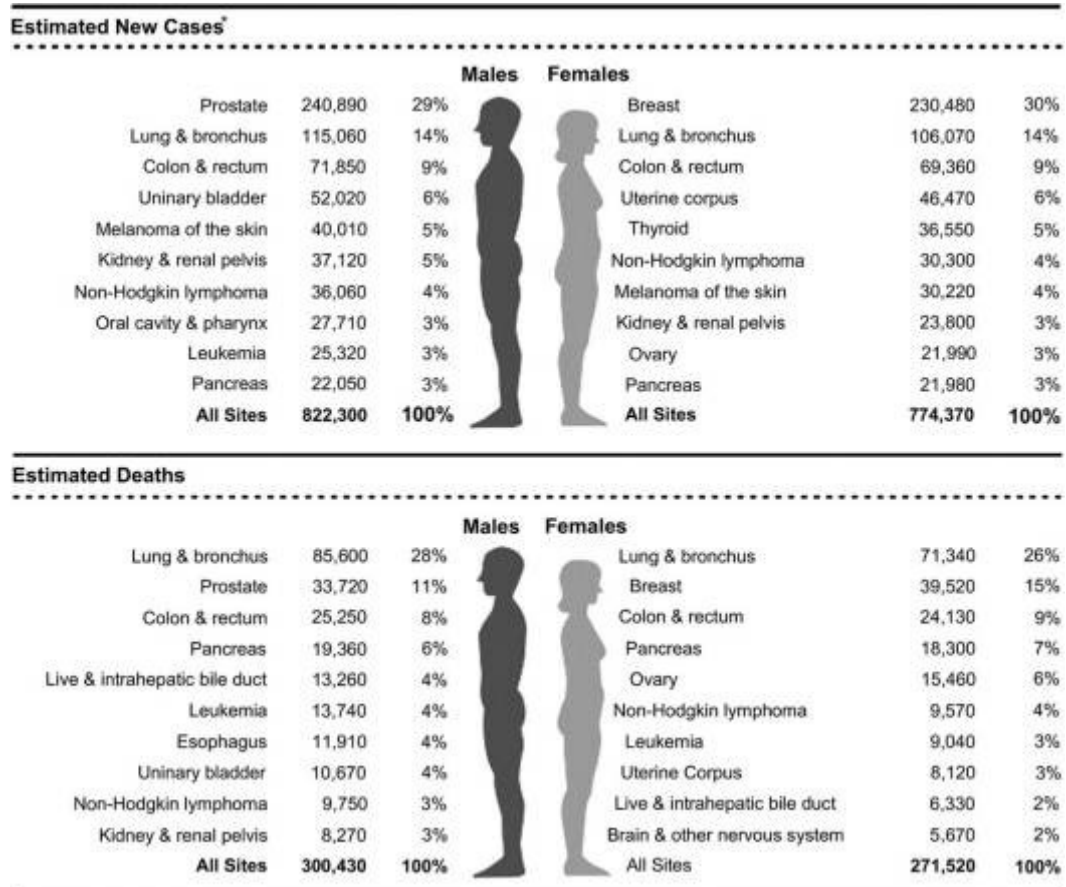 Estimated New Cases*
Males Females
Prostate 240,890 29% Breast 230,480 30%
Lung & bronchus 115,060 14% Lung & bronchus 106,070 14%
Colon & rectum 71,850 9% Colon & rectum 69,360 9%
Uninary bladder 52,020 6% Uterine corpus 46,470 6%
Melanoma of the skin 40,010 5% Thyroid 36,550 5%
Kidney & renal pelvis 37,120 5% Non-Hodgkin lymphoma 30,300 4%
Non-Hodgkin lymphoma 36,060 4% Melanoma of the skin 30,220 4%
Oral cavity & pharynx 27,710 3% Kidney & renal pelvis 23,800 3%
Leukemia 25,320 3% Ovary 21,990 3%
Pancreas 22,050 3% Pancreas 21,980 3%
All Sites 822,300 100% All Sites 774,370 100%
Estimated Deaths
Males Females
Lung & bronchus 85,600 28% Lung & bronchus 71,340 26%
Prostate 33,720 11% Breast 39,520 15%
Colon & rectum 25,250 8% Colon & rectum 24,130 9%
Pancreas 19,360 6% Pancreas 18,300 7%
Live & intrahepatic bile duct 13,260 4% Ovary 15,460 6%
Leukemia 13,740 4% Non-Hodgkin lymphoma 9,570 4%
Esophagus 11,910 4% Leukemia 9,040 3%
Uninary bladder 10,670 4% Uterine Corpus 8,120 3%
Non-Hodgkin lymphoma 9,750 3% Live & intrahepatic bile duct 6,330 2%
Kidney & renal pelvis 8,270 3% Brain & other nervous system 5,670 2%
All Sites 300,430 100% All Sites 271,520 100%